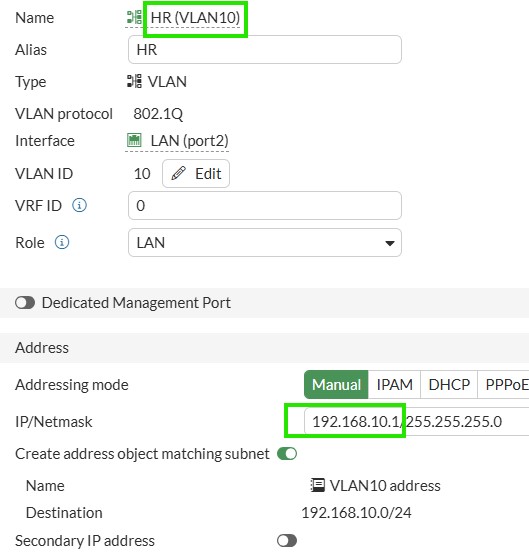 Name HR (VLAN10)
Alias HR
Type VLAN
VLAN protocol 802.1Q
Interface LAN (port2)
VLAN ID 10 Edit
VRF ID 0
Role LAN
Dedicated Management Port
Address
Addressing mode Manual IPAM DHCP PPPoE
IP/Netmask 192.168.10.1/255.255.255.0
Create address object matching subnet
Name VLAN10 address
Destination 192.168.10.0/24
Secondary IP address